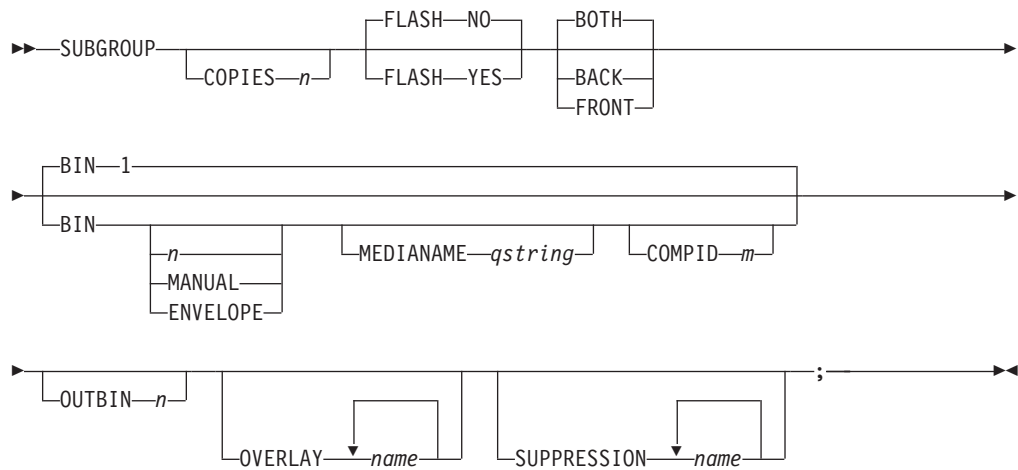 FLASH NO BOTH
SUBGROUP
COPIES n FLASH YES BACK
FRONT
BIN 1
BIN
n MEDIANAME qstring COMPID m
MANUAL
ENVELOPE
;
OUTBIN n
OVERLAY name SUPPRESSION name